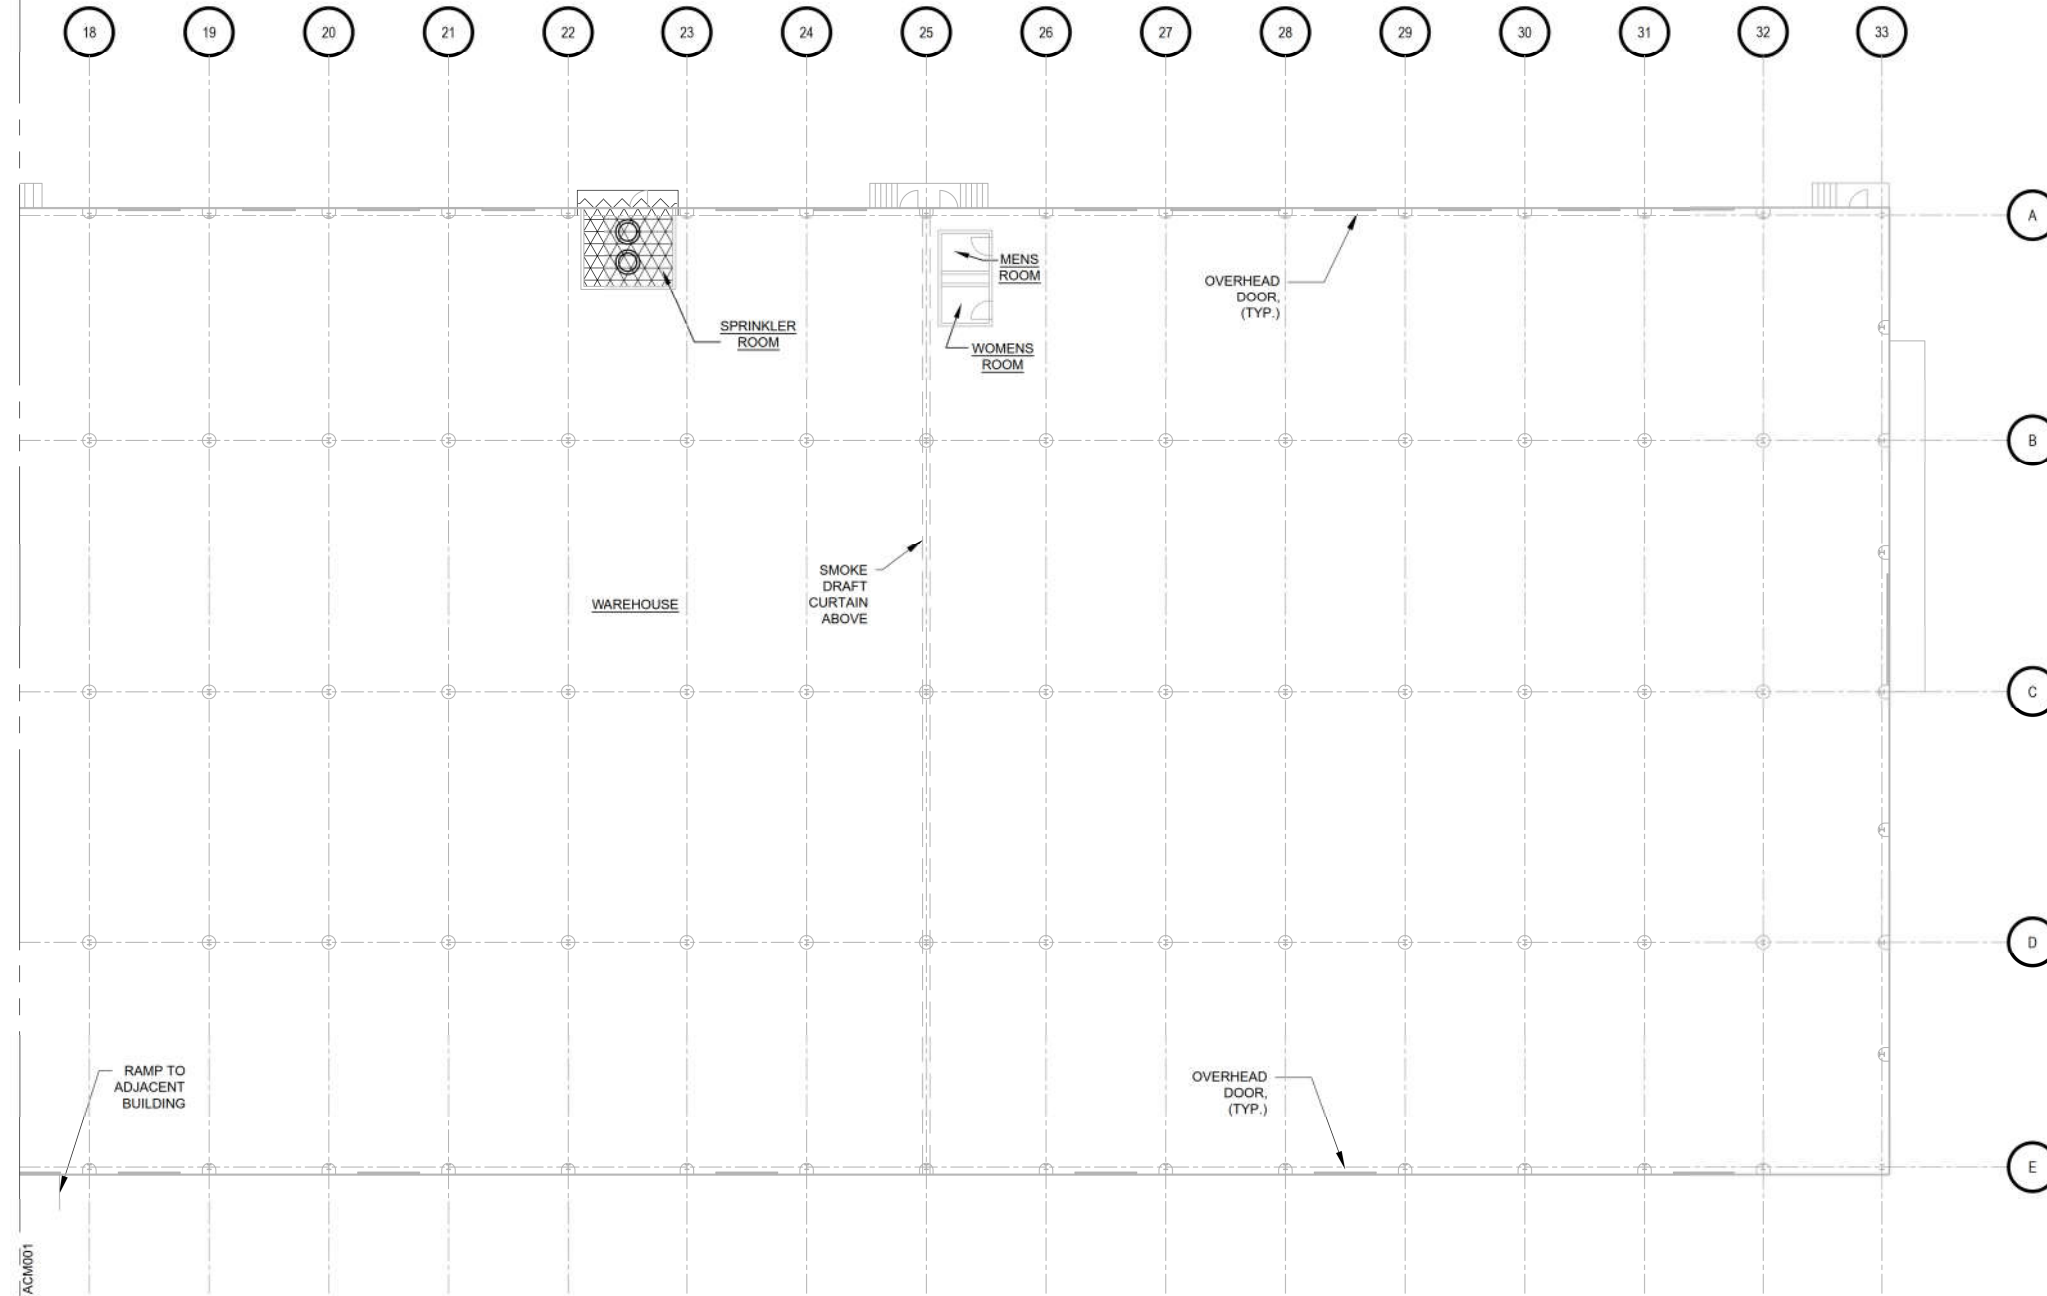 18 19 20 21 22 23 24 25 26 27 28 29 30 31 32 33
A
MENS
ROOM
OVERHEAD
DOOR,
(TYP.)
SPRINKLER
ROOM
WOMENS
ROOM
B
SMOKE
DRAFT
CURTAIN
ABOVE
WAREHOUSE
C
D
RAMP TO
ADJACENT
BUILDING
OVERHEAD
DOOR,
(TYP.)
E
ACM001